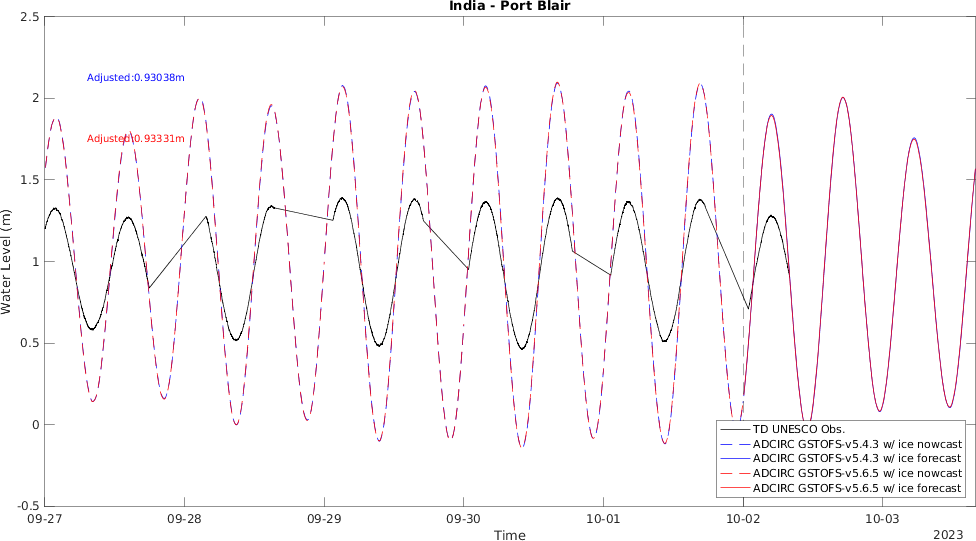 India - Port Blair
2.5
2
1.5
1
0.5
0
-0.5
Water Level (m)
Adjusted:0.93038m
Adjusted:0.93331m
TD UNESCO Obs.
ADCIRC GSTOFS-v5.4.3 w/ ice nowcast
ADCIRC GSTOFS-v5.4.3 w/ ice forecast
ADCIRC GSTOFS-v5.6.5 w/ ice nowcast
ADCIRC GSTOFS-v5.6.5 w/ ice forecast
09-27 09-28 09-29 09-30 10-01 10-02 10-03
Time
2023